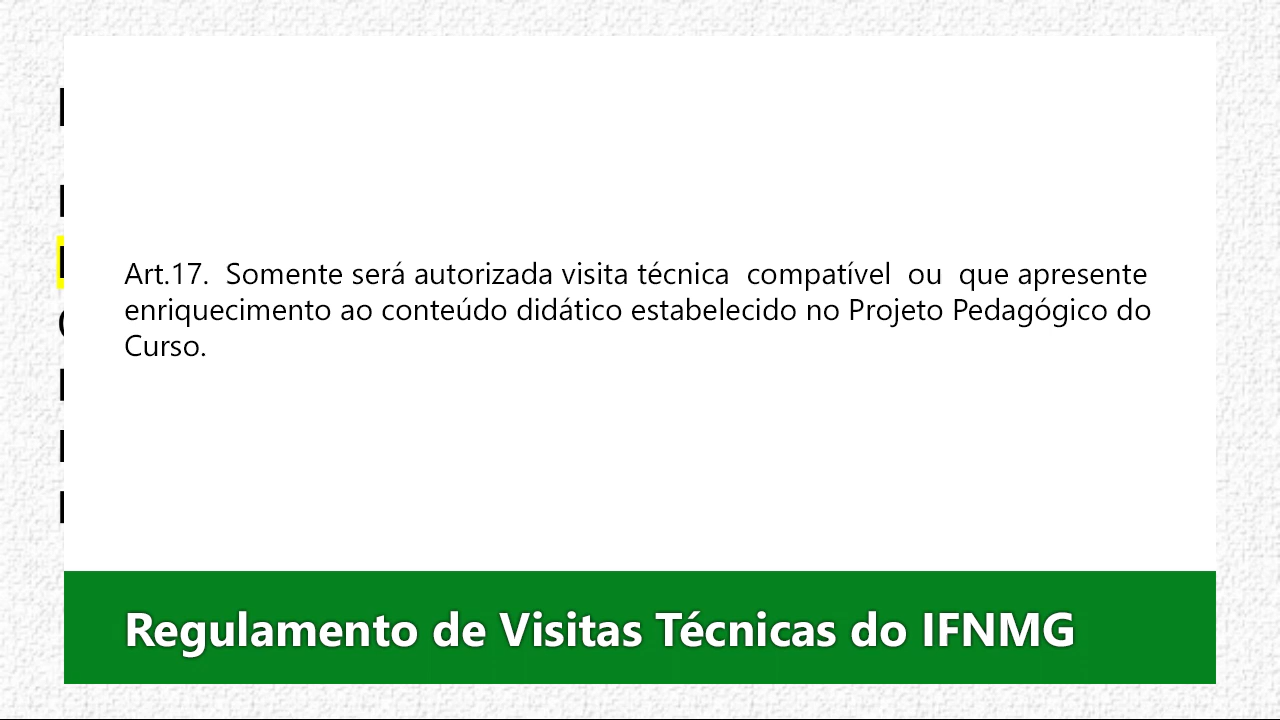 Art.17.  Somente será autorizada visita técnica  compatível  ou  que apresente
enriquecimento ao conteúdo didático estabelecido no Projeto Pedagógico do
Curso.
Regulamento de Visitas Técnicas do IFNMG